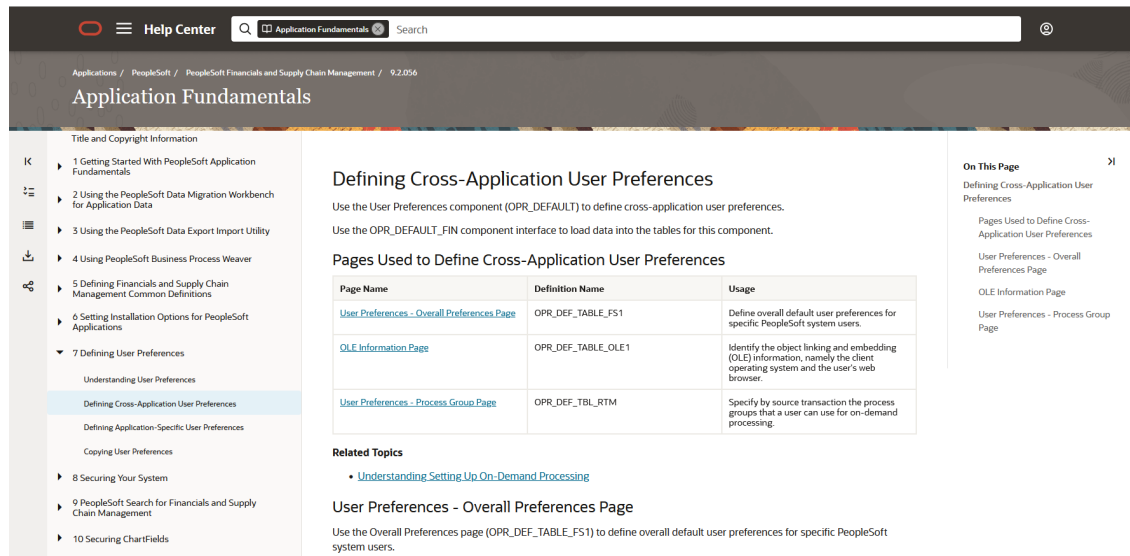 Help Center
Application Fundamentals
Search
Applications / PeopleSoft / PeopleSoft Financials and Supply Chain Management / 9.2.056
Application Fundamentals
Title and Copyright Information
1 Getting Started With PeopleSoft Application
Fundamentals
2 Using the PeopleSoft Data Migration Workbench
for Application Data
3 Using the PeopleSoft Data Export Import Utility
4 Using PeopleSoft Business Process Weaver
5 Defining Financials and Supply Chain
Management Common Definitions
6 Setting Installation Options for PeopleSoft
Applications
7 Defining User Preferences
Understanding User Preferences
Defining Cross-Application User Preferences
Defining Application-Specific User Preferences
Copying User Preferences
8 Securing Your System
9 PeopleSoft Search for Financials and Supply
Chain Management
10 Securing ChartFields
Defining Cross-Application User Preferences
Use the User Preferences component (OPR_DEFAULT) to define cross-application user preferences.
Use the OPR_DEFAULT_FIN component interface to load data into the tables for this component.
Pages Used to Define Cross-Application User Preferences
Page Name Definition Name Usage
User Preferences - Overall Preferences Page OPR_DEF_TABLE_FS1 Define overall default user preferences for
specific PeopleSoft system users.
OLE Information Page OPR_DEF_TABLE_OLE1 Identify the object linking and embedding
(OLE) information, namely the client
operating system and the user's web
browser.
User Preferences - Process Group Page OPR_DEF_TBL_RTM Specify by source transaction the process
groups that a user can use for on-demand
processing.
Related Topics
• Understanding Setting Up On-Demand Processing
User Preferences - Overall Preferences Page
Use the Overall Preferences page (OPR_DEF_TABLE_FS1) to define overall default user preferences for specific PeopleSoft
system users.
On This Page
Defining Cross-Application User
Preferences
Pages Used to Define Cross-
Application User Preferences
User Preferences - Overall
Preferences Page
OLE Information Page
User Preferences - Process Group
Page